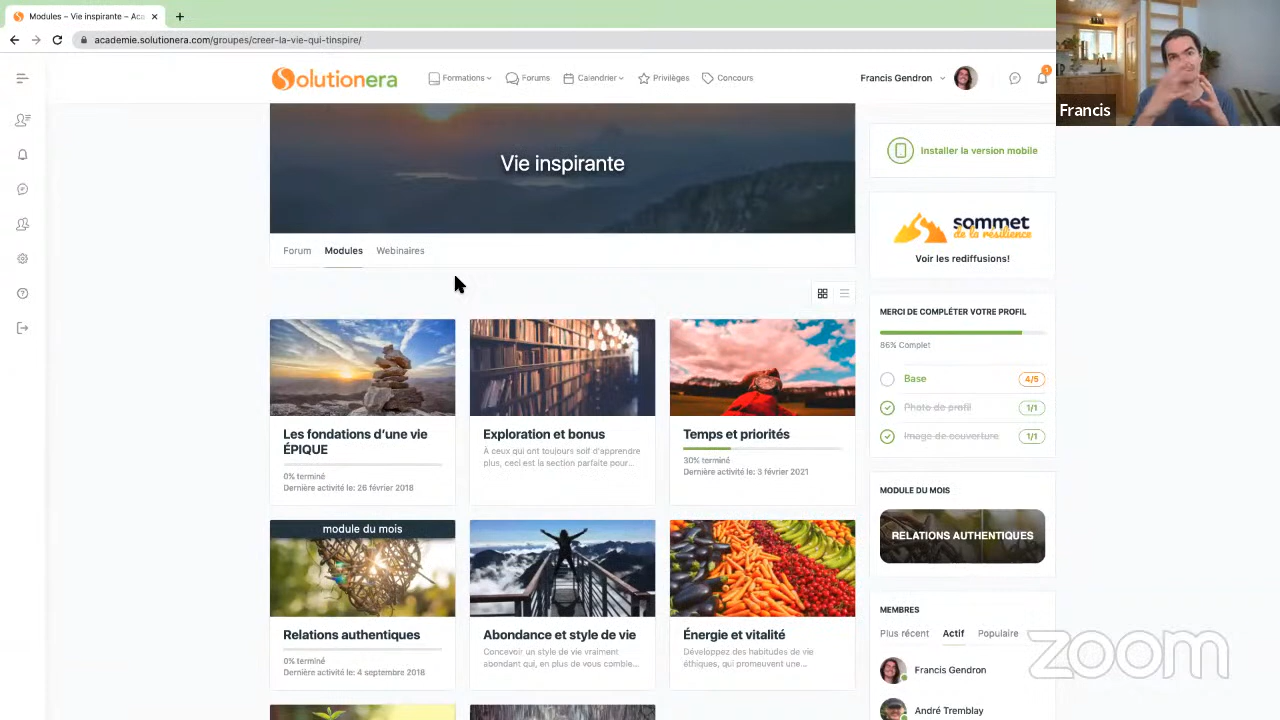 Modules – Vie inspirante – Aca
academie.solutionera.com/groupes/creer-la-vie-qui-tinspire/
Solutionera
Formations
Forums
Calendrier
Privilèges
Concours
Francis Gendron
1
Francis
Vie inspirante
Forum
Modules
Webinaires
Installer la version mobile
sommet
de la résilience
Voir les rediffusions!
MERCI DE COMPLÉTER VOTRE PROFIL
86% Complet
Base
4/5
Photo de profil
1/1
Image de couverture
1/1
Les fondations d’une vie
ÉPIQUE
0% terminé
Dernière activité le: 26 février 2018
Exploration et bonus
À ceux qui ont toujours soif d'apprendre
plus, ceci est la section parfaite pour...
Temps et priorités
30% terminé
Dernière activité le: 3 février 2021
MODULE DU MOIS
RELATIONS AUTHENTIQUES
module du mois
Relations authentiques
0% terminé
Dernière activité le: 4 septembre 2018
Abondance et style de vie
Concevoir un style de vie vraiment
abondant qui, en plus de vous comble...
Énergie et vitalité
Développez des habitudes de vie
éthiques, qui promeuvent une...
MEMBRES
Plus récent
Actif
Populaire
Francis Gendron
André Tremblay
zoom